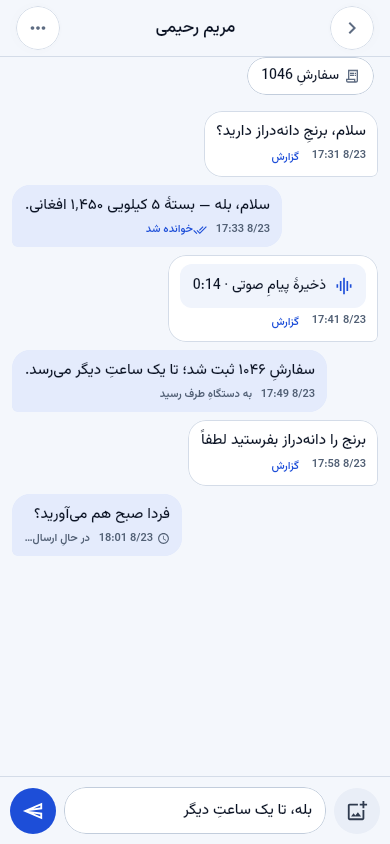 مریم رحیمی
سفارشِ 1046
سلام، برنجِ دانه‌دراز دارید؟
8/23 17:31 گزارش
سلام، بله — بستهٔ ۵ کیلویی ۱,۴۵۰ افغانی.
8/23 17:33 خوانده شد
ذخیرهٔ پیامِ صوتی · 0:14
8/23 17:41 گزارش
سفارشِ ۱۰۴۶ ثبت شد؛ تا یک ساعتِ دیگر می‌رسد.
8/23 17:49 به دستگاهِ طرف رسید
برنج را دانه‌دراز بفرستید لطفاً
8/23 17:58 گزارش
فردا صبح هم می‌آورید؟
8/23 18:01 در حالِ ارسال…
بله، تا یک ساعتِ دیگر